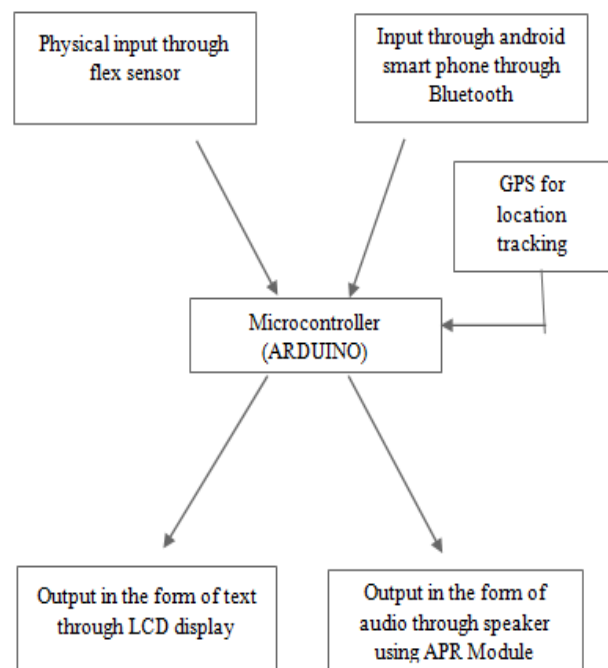 Physical input through
flex sensor
Input through android
smart phone through
Bluetooth
GPS for
location
tracking
Microcontroller
(ARDUINO)
Output in the form of text
through LCD display
Output in the form of
audio through speaker
using APR Module